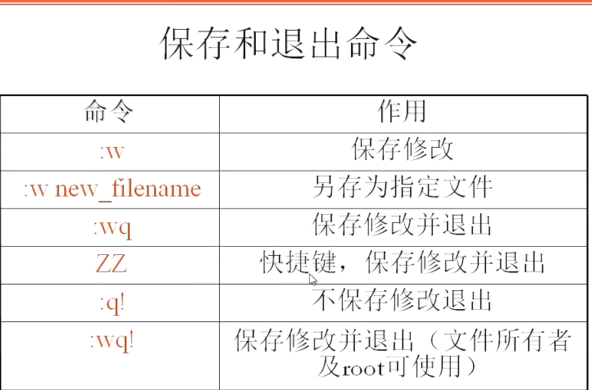 保存和退出命令
命令 作用
:w 保存修改
:w new_filename 另存为指定文件
:wq 保存修改并退出
ZZ 快捷键，保存修改并退出
:q! 不保存修改退出
:wq! 保存修改并退出（文件所有者
及root可使用）